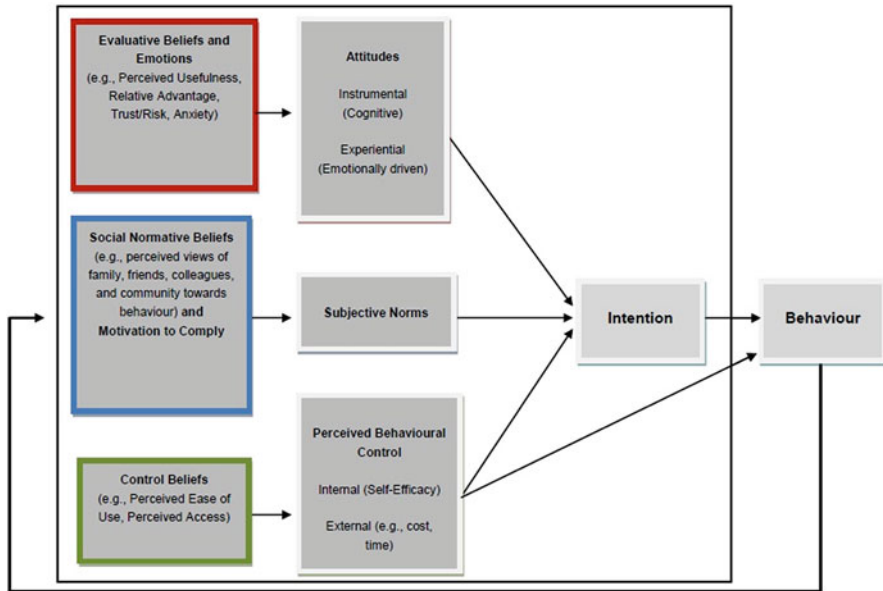 Evaluative Beliefs and
Emotions
(e.g., Perceived Usefulness,
Relative Advantage,
Trust/Risk, Anxiety)
Attitudes
Instrumental
(Cognitive)
Experiential
(Emotionally driven)
Social Normative Beliefs
(e.g., perceived views of
family, friends, colleagues,
and community towards
behaviour) and
Motivation to Comply
Subjective Norms
Intention
Behaviour
Control Beliefs
(e.g., Perceived Ease of
Use, Perceived Access)
Perceived Behavioural
Control
Internal (Self-Efficacy)
External (e.g., cost,
time)